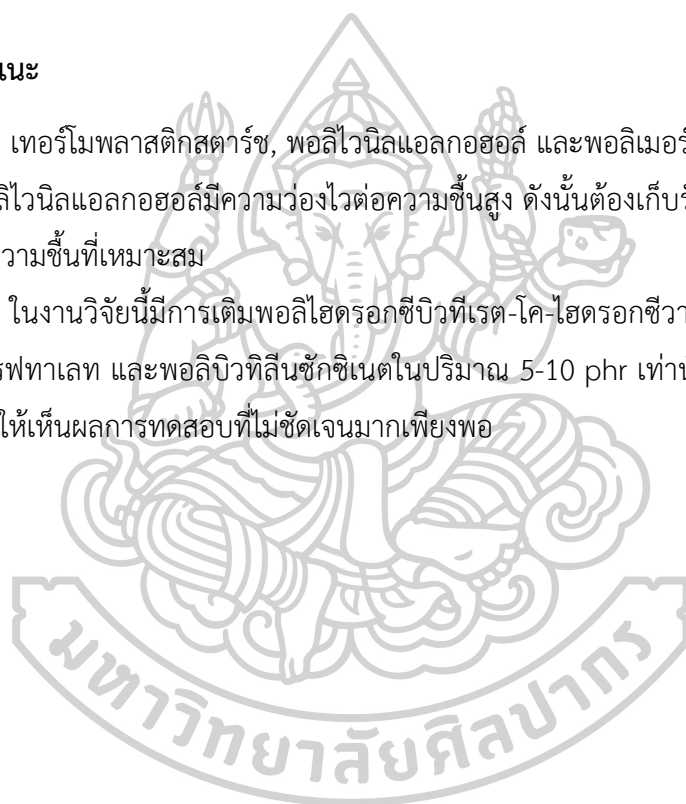 แนะ
เทอร์โมพลาสติกสตาร์ช, พอลิไวนิลแอลกอฮอล์ และพอลิเมอร์
ลิไวนิลแอลกอฮอล์มีความว่องไวต่อความชื้นสูง ดังนั้นต้องเก็บรั
วามชื้นที่เหมาะสม
ในงานวิจัยนี้มีการเติมพอลิไฮดรอกซีบิวทีเรต-โค-ไฮดรอกซีวา
รฟทาเลท และพอลิบิวทิลีนซักซิเนตในปริมาณ 5-10 phr เท่านั
ให้เห็นผลการทดสอบที่ไม่ชัดเจนมากเพียงพอ
มหาวิทยาลัยศิลปากร